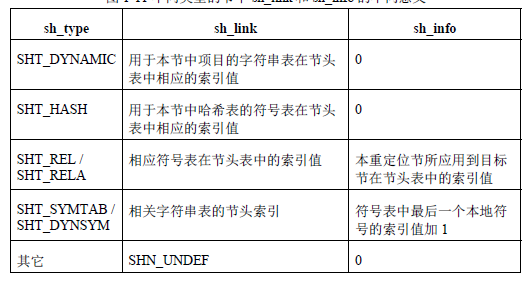 sh_type sh_link sh_info
SHT_DYNAMIC 用于本节中项目的字符串表在节头 0
表中相应的索引值
SHT_HASH 用于本节中哈希表的符号表在节头 0
表中相应的索引值
SHT_REL / 相应符号表在节头表中的索引值 本重定位节所应用到目标
SHT_RELA 节在节头表中的索引值
SHT_SYMTAB / 相关字符串表的节头索引 符号表中最后一个本地符
SHT_DYNSYM 号的索引值加 1
其它 SHN_UNDEF 0